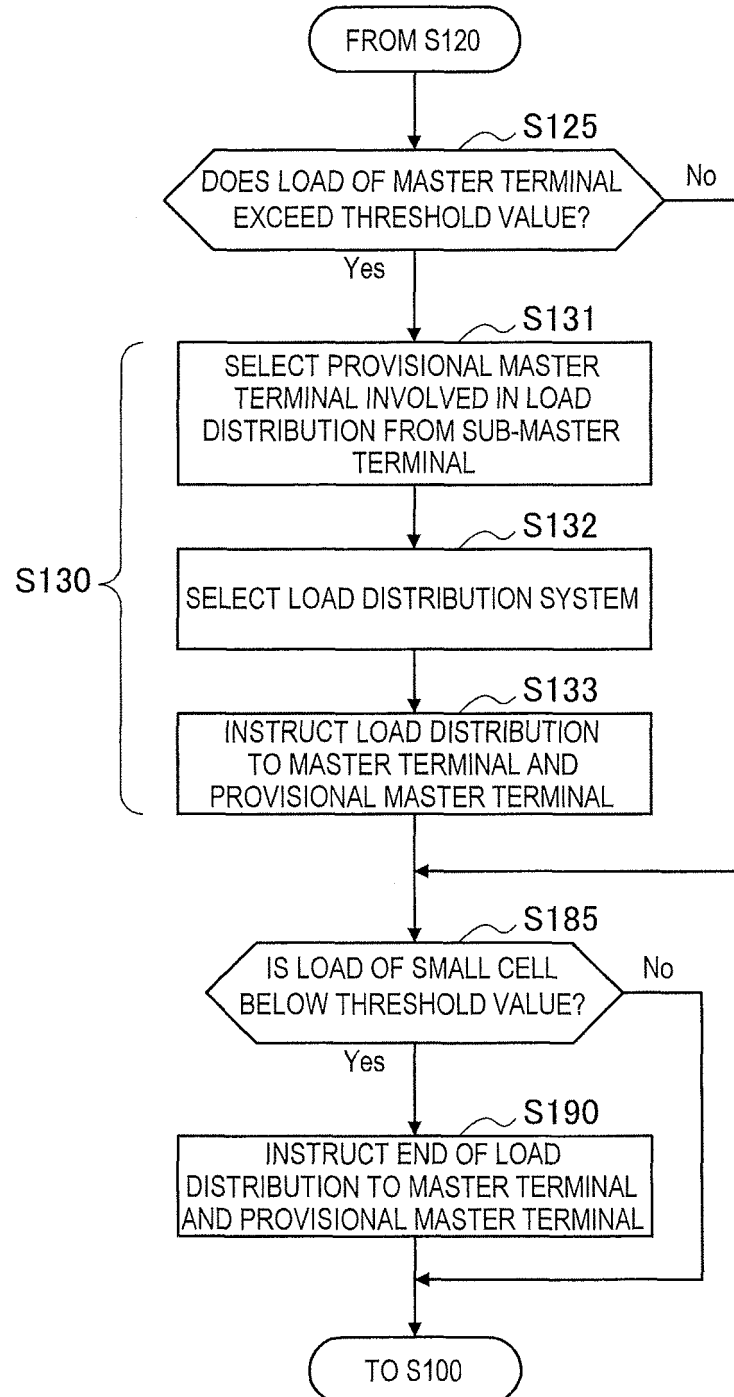 FROM S120
S125
DOES LOAD OF MASTER TERMINAL
EXCEED THRESHOLD VALUE?
No
Yes
S131
SELECT PROVISIONAL MASTER
TERMINAL INVOLVED IN LOAD
DISTRIBUTION FROM SUB-MASTER
TERMINAL
S132
S130
SELECT LOAD DISTRIBUTION SYSTEM
S133
INSTRUCT LOAD DISTRIBUTION
TO MASTER TERMINAL AND
PROVISIONAL MASTER TERMINAL
S185
IS LOAD OF SMALL CELL
BELOW THRESHOLD VALUE?
No
Yes
S190
INSTRUCT END OF LOAD
DISTRIBUTION TO MASTER TERMINAL
AND PROVISIONAL MASTER TERMINAL
TO S100